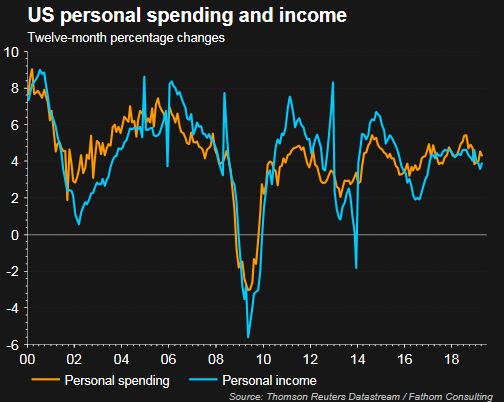 US personal spending and income
Twelve-month percentage changes
10
8
6
4
2
0
-2
-4
-6
00 02 04 06 08 10 12 14 16 18
Personal spending Personal income
Source: Thomson Reuters Datastream / Fathom Consulting